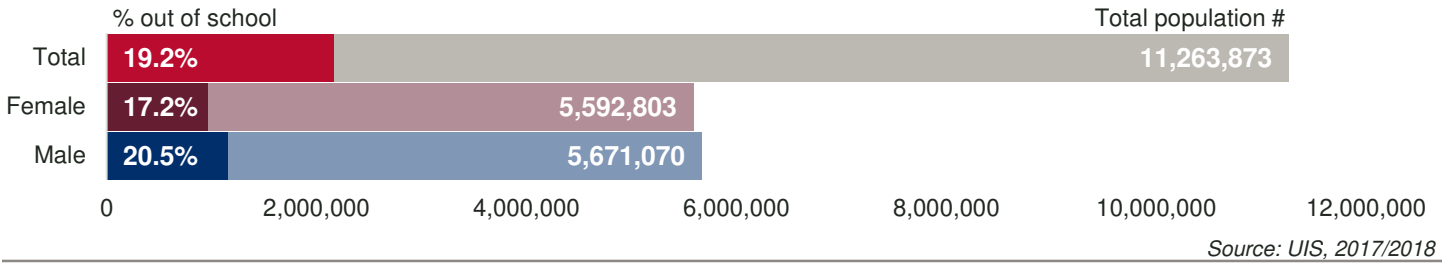 % out of school Total population #
Total 19.2% 11,263,873
Female 17.2% 5,592,803
Male 20.5% 5,671,070
0 2,000,000 4,000,000 6,000,000 8,000,000 10,000,000 12,000,000
Source: UIS, 2017/2018